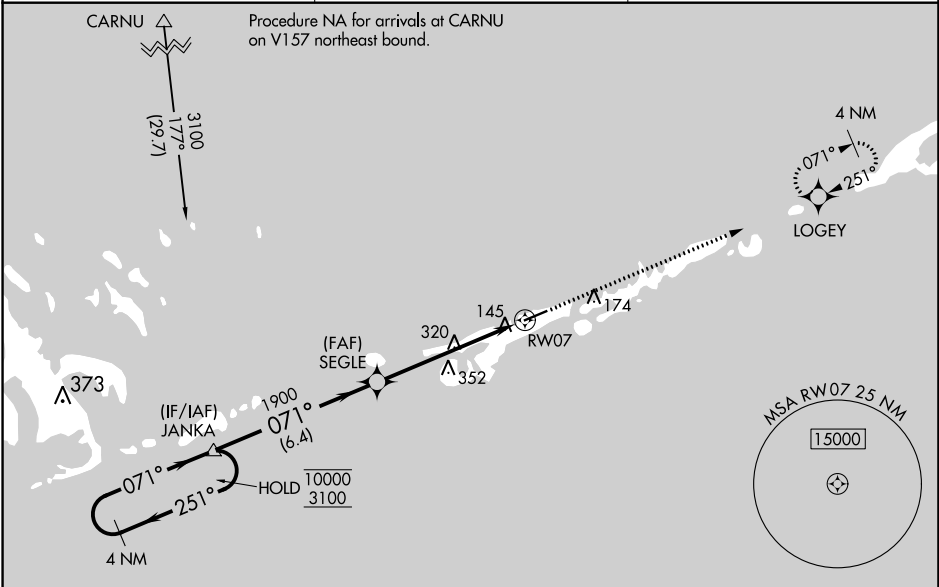 CARNU
Procedure NA for arrivals at CARNU
on V157 northeast bound.
3100
177°
(29.7)
4 NM
071°
251°
LOGEY
174
145
RW07
320
(FAF)
SEGLE
352
373
1900
071°
(6.4)
(IF/IAF)
JANKA
071°
251°
HOLD
10000
3100
4 NM
MSA RW07 25 NM
15000